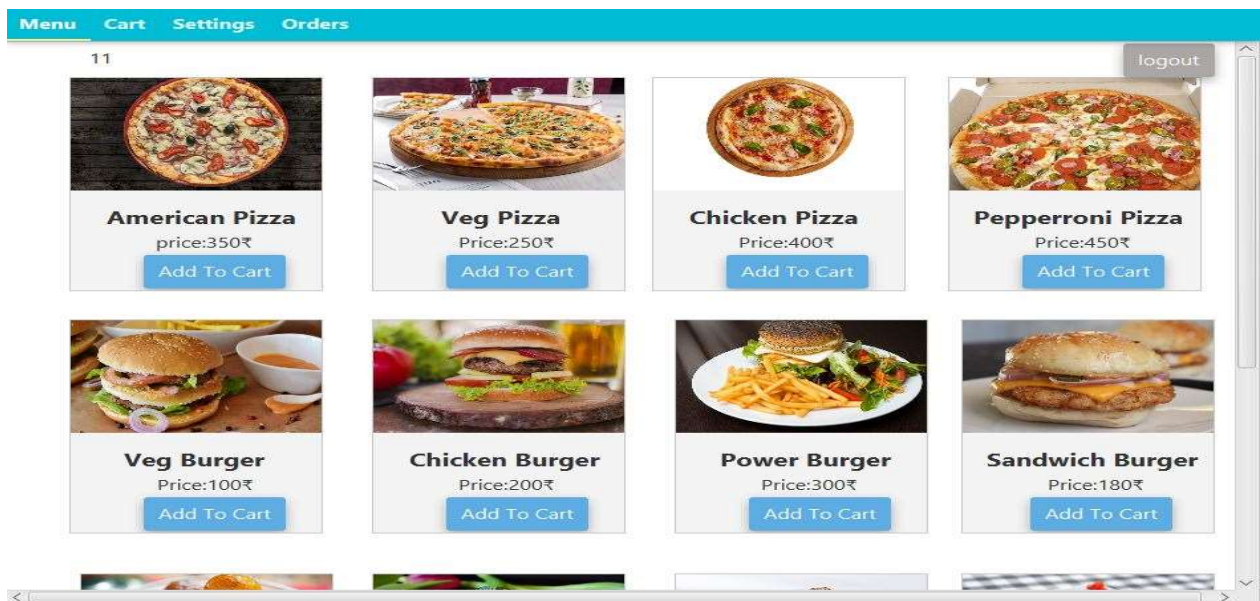 Menu Cart Settings Orders
11
logout
American Pizza Veg Pizza Chicken Pizza Pepperroni Pizza
price:350₹ Price:250₹ Price:400₹ Price:450₹
Add To Cart Add To Cart Add To Cart Add To Cart
Veg Burger Chicken Burger Power Burger Sandwich Burger
Price:100₹ Price:200₹ Price:300₹ Price:180₹
Add To Cart Add To Cart Add To Cart Add To Cart